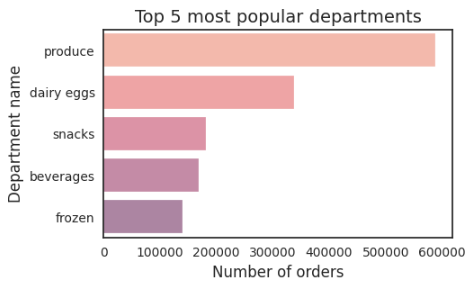 Top 5 most popular departments
Department name
produce
dairy eggs
snacks
beverages
frozen
0 100000 200000 300000 400000 500000 600000
Number of orders